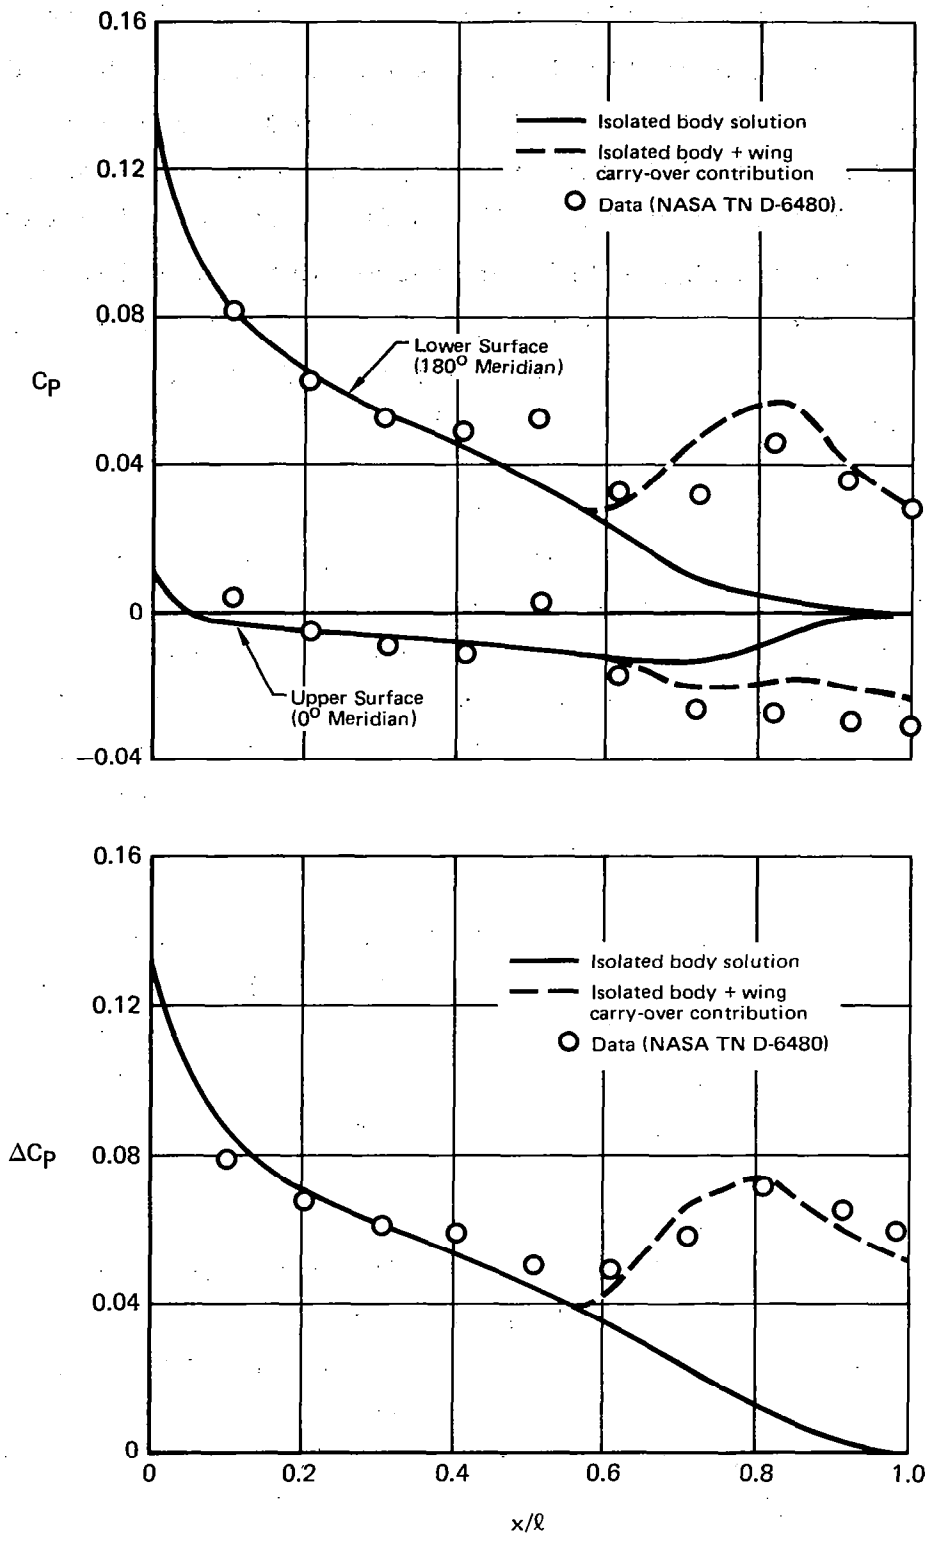 0.16
Isolated body solution
Isolated body + wing
carry-over contribution
Data (NASA TN D-6480).
0.12
0.08
Lower Surface
(180° Meridian)
Cp
0.04
0
Upper Surface
(0° Meridian)
−0.04
0.16
Isolated body solution
Isolated body + wing
carry-over contribution
Data (NASA TN D-6480)
0.12
ΔCp
0.08
0.04
0
0 0.2 0.4 0.6 0.8 1.0
x/ℓ